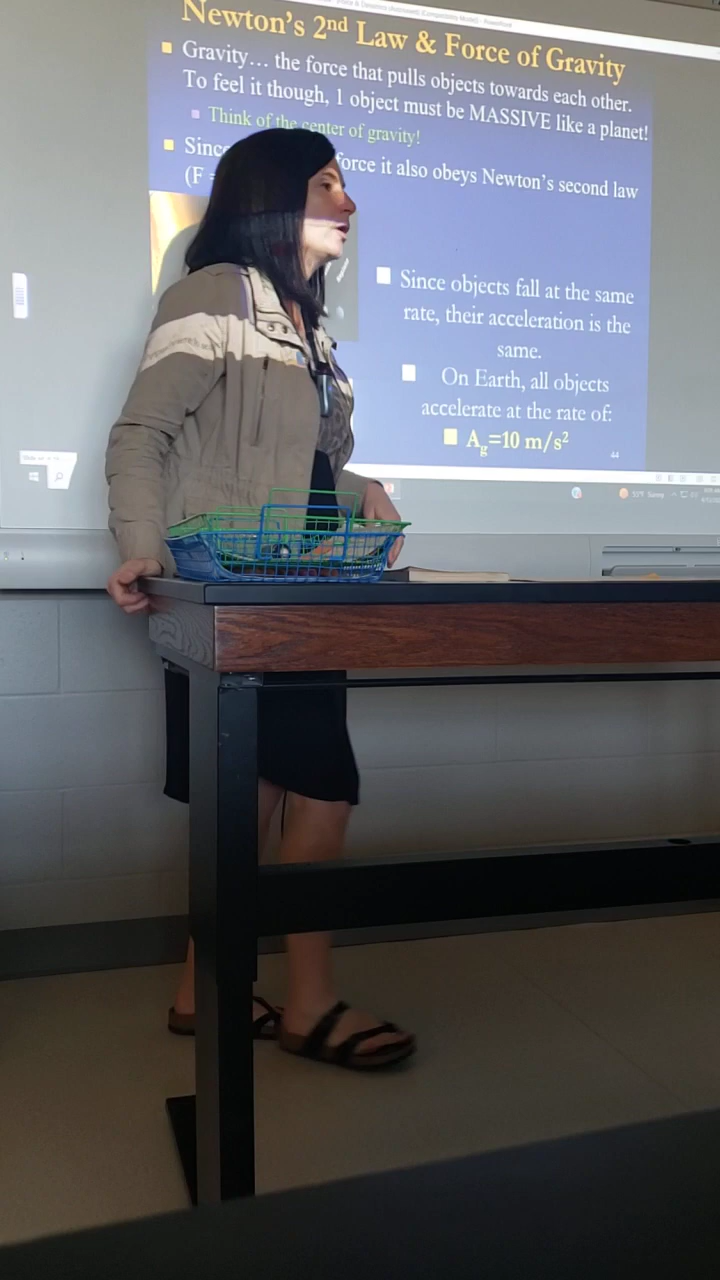 Newton's 2nd Law & Force of Gravity
Gravity… the force that pulls objects towards each other.
To feel it though, 1 object must be MASSIVE like a planet!
Think of the center of gravity!
Since force it also obeys Newton's second law
(F =
Since objects fall at the same
rate, their acceleration is the
same.
On Earth, all objects
accelerate at the rate of:
Ag=10 m/s²
44